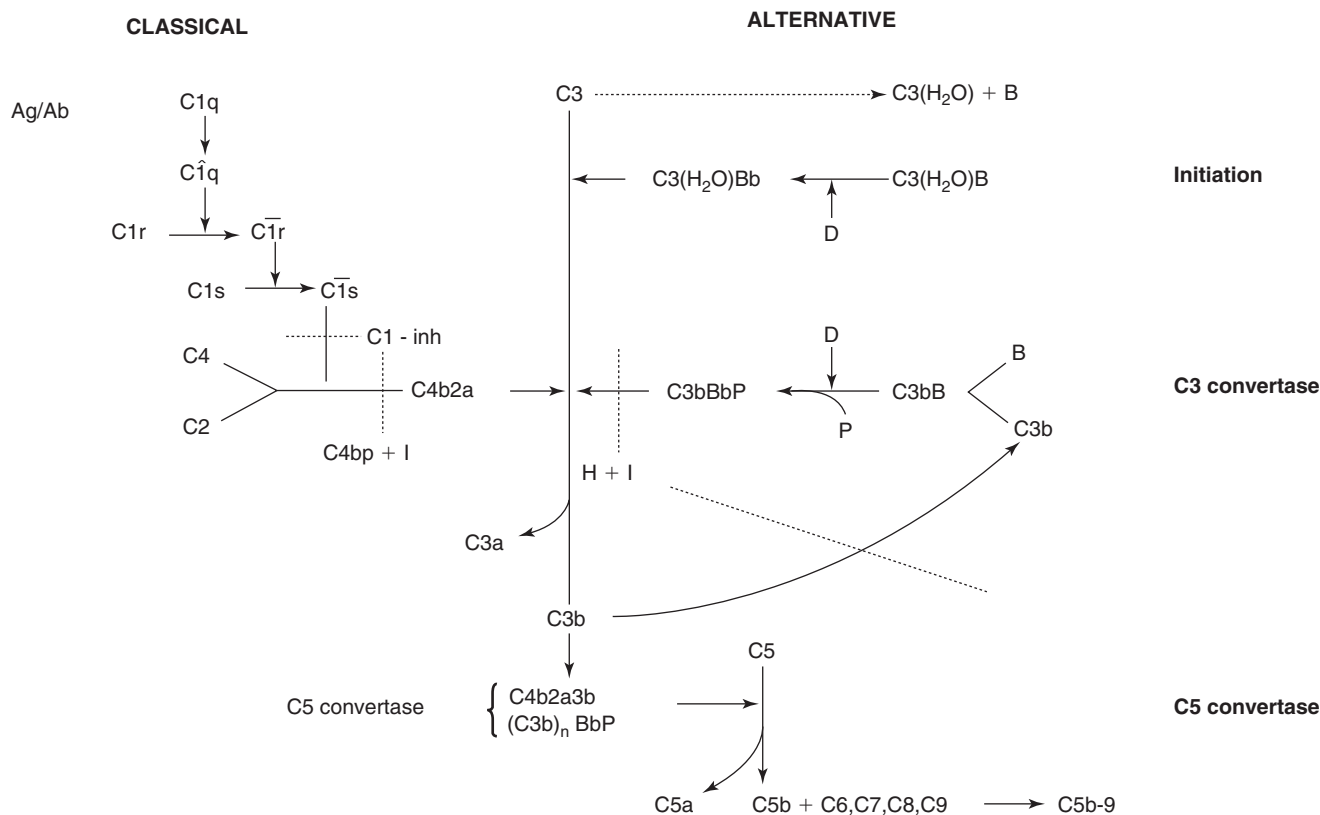 CLASSICAL
ALTERNATIVE
Ag/Ab
C1q
C3
C3(H₂O) + B
C1̂q
C3(H₂O)Bb
C3(H₂O)B
Initiation
C1r
C1̅r
D
C1s
C1̅s
C1 - inh
D
B
C4
C4b2a
C3bBbP
C3bB
C3 convertase
C2
P
C3b
C4bp + I
H + I
C3a
C3b
C5
C5 convertase
{ C4b2a3b
(C3b)ₙ BbP
C5 convertase
C5a
C5b + C6,C7,C8,C9
C5b-9